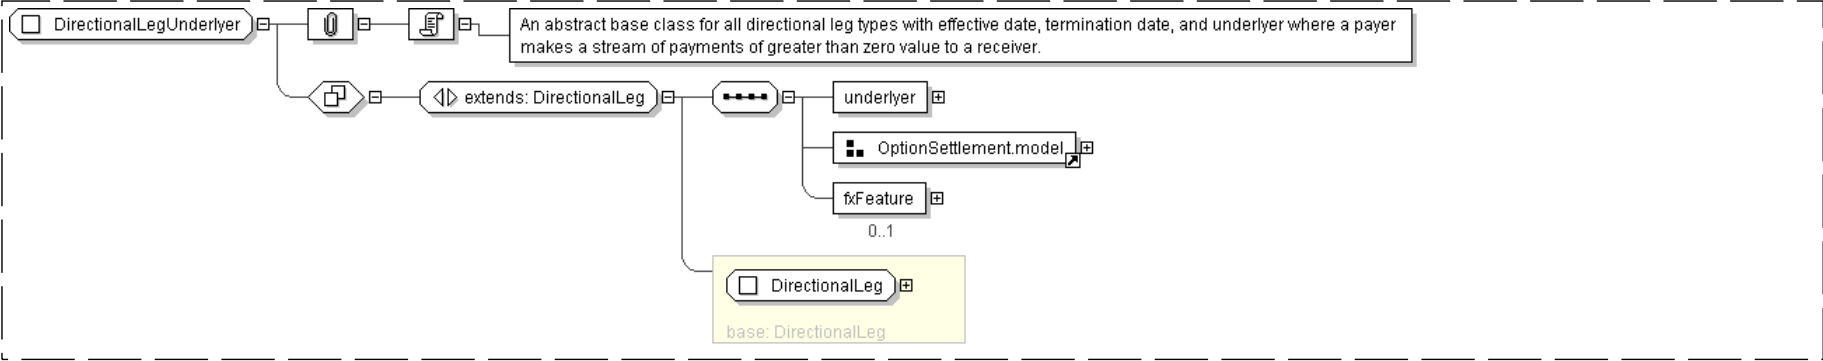 DirectionalLegUnderlyer
An abstract base class for all directional leg types with effective date, termination date, and underlyer where a payer
makes a stream of payments of greater than zero value to a receiver.
extends: DirectionalLeg
underlyer
OptionSettlement.model
fxFeature
0..1
DirectionalLeg
base: DirectionalLeg